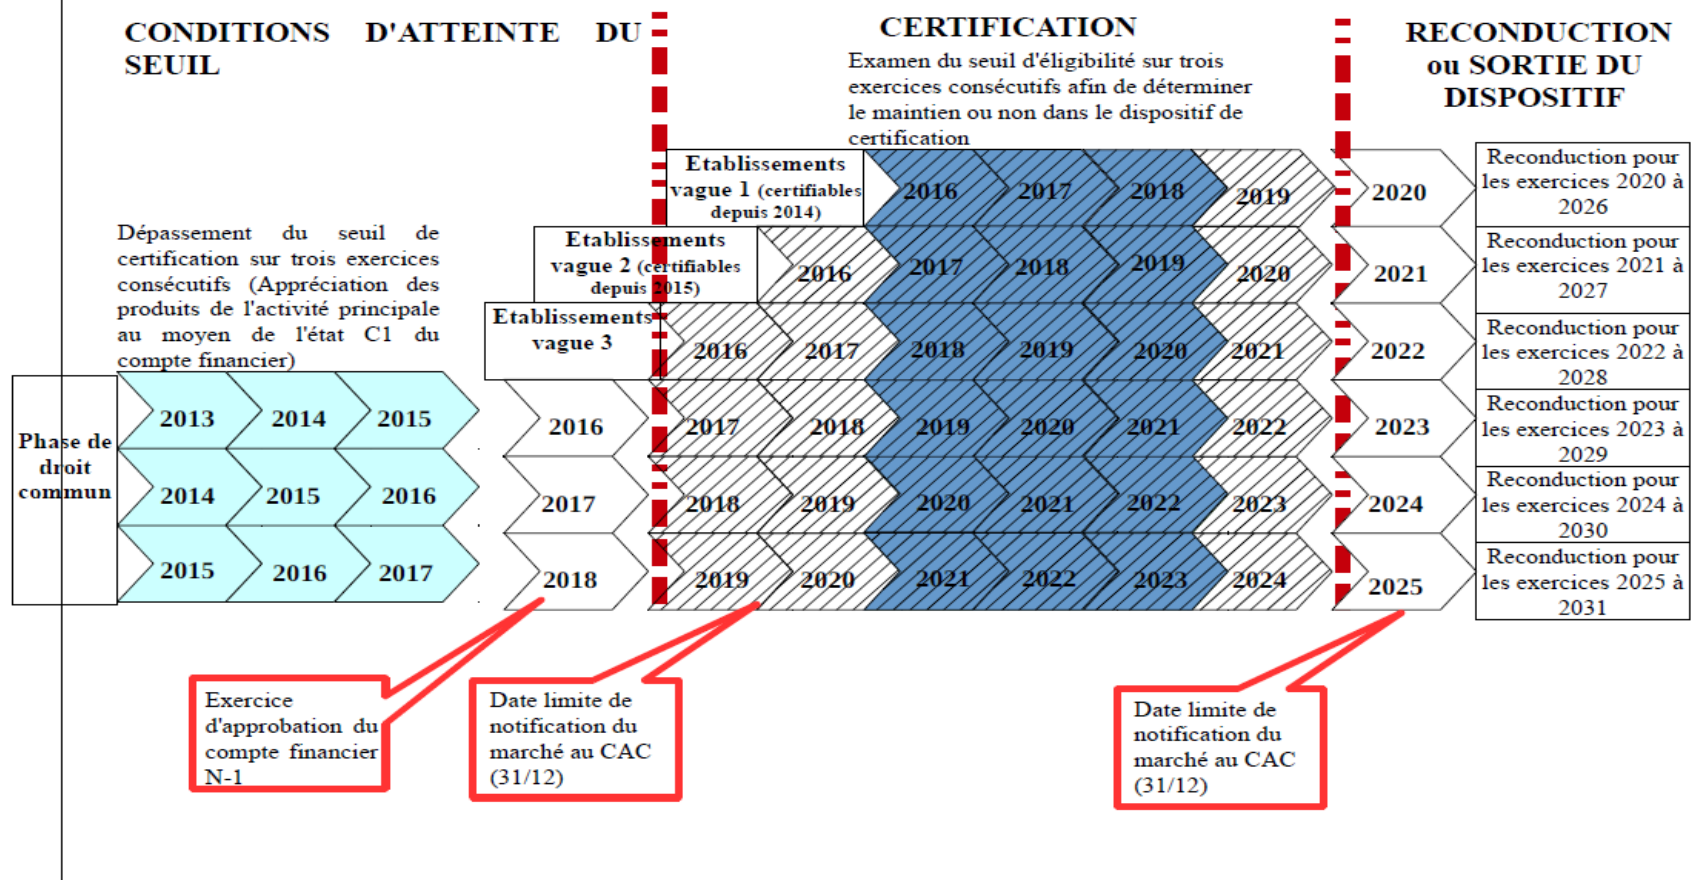 CONDITIONS D'ATTEINTE DU
SEUIL
CERTIFICATION
Examen du seuil d'éligibilité sur trois
exercices consécutifs afin de déterminer
le maintien ou non dans le dispositif de
certification
RECONDUCTION
ou SORTIE DU
DISPOSITIF
Etablissements
vague 1 (certifiables
depuis 2014)
2016 2017 2018 2019 2020
Reconduction pour
les exercices 2020 à
2026
Dépassement du seuil de
certification sur trois exercices
consécutifs (Appréciation des
produits de l'activité principale
au moyen de l'état C1 du
compte financier)
Etablissements
vague 2 (certifiables
depuis 2015)
2016 2017 2018 2019 2020 2021
Reconduction pour
les exercices 2021 à
2027
Etablissements
vague 3
2016 2017 2018 2019 2020 2021 2022
Reconduction pour
les exercices 2022 à
2028
Phase de
droit
commun
2013 2014 2015 2016 2017 2018 2019 2020 2021 2022 2023
Reconduction pour
les exercices 2023 à
2029
2014 2015 2016 2017 2018 2019 2020 2021 2022 2023 2024
Reconduction pour
les exercices 2024 à
2030
2015 2016 2017 2018 2019 2020 2021 2022 2023 2024 2025
Reconduction pour
les exercices 2025 à
2031
Exercice
d'approbation du
compte financier
N-1
Date limite de
notification du
marché au CAC
(31/12)
Date limite de
notification du
marché au CAC
(31/12)